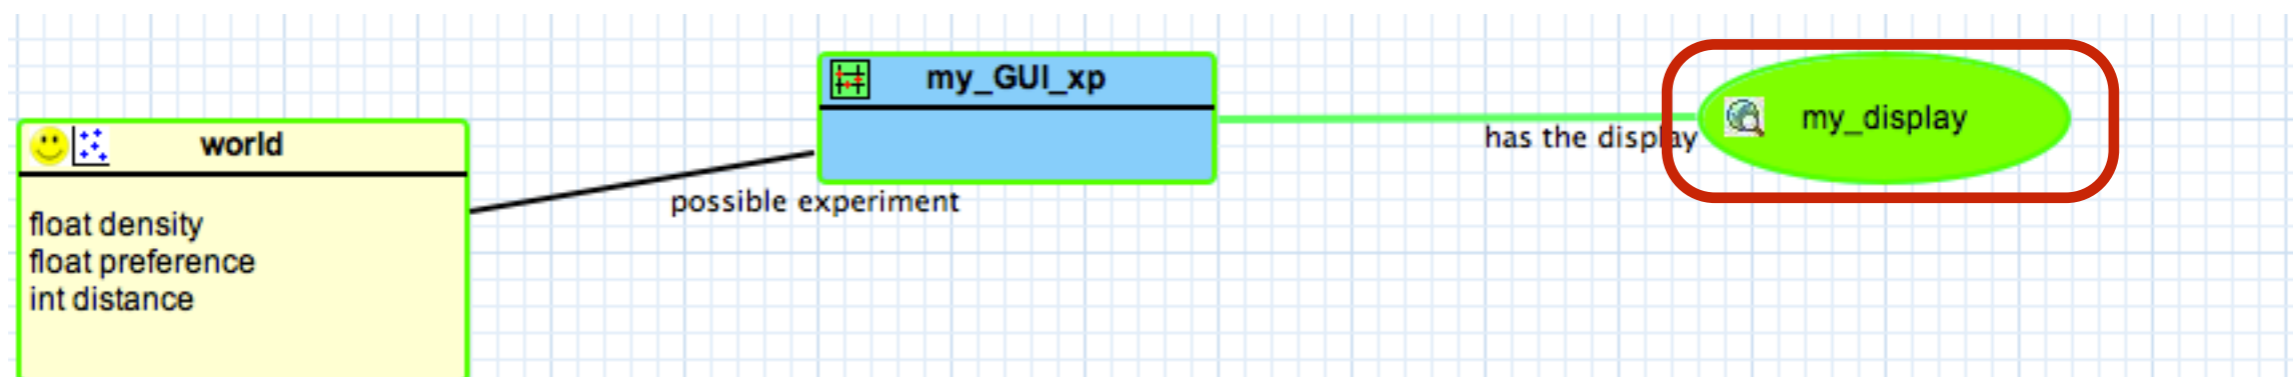 world
float density
float preference
int distance
possible experiment
my_GUI_xp
has the display
my_display